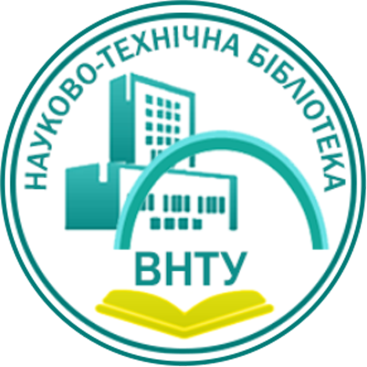 НАУКОВО-ТЕХНІЧНА БІБЛІОТЕКА
ВНТУ